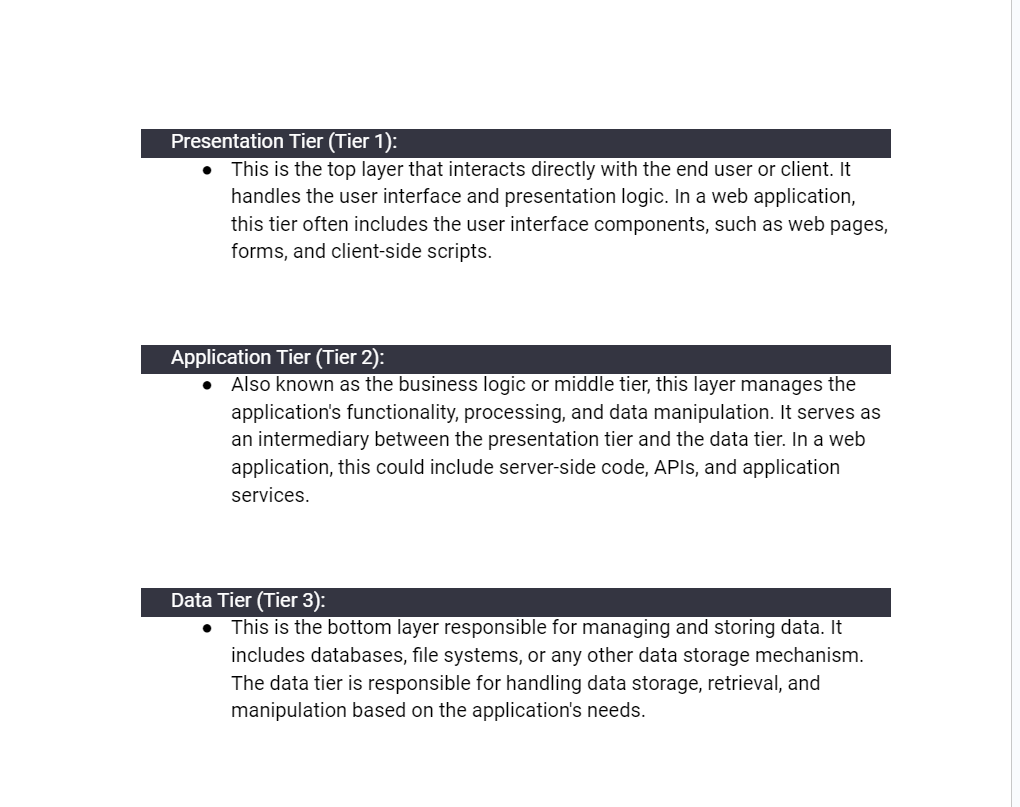 Presentation Tier (Tier 1):
● This is the top layer that interacts directly with the end user or client. It
handles the user interface and presentation logic. In a web application,
this tier often includes the user interface components, such as web pages,
forms, and client-side scripts.
Application Tier (Tier 2):
● Also known as the business logic or middle tier, this layer manages the
application's functionality, processing, and data manipulation. It serves as
an intermediary between the presentation tier and the data tier. In a web
application, this could include server-side code, APIs, and application
services.
Data Tier (Tier 3):
● This is the bottom layer responsible for managing and storing data. It
includes databases, file systems, or any other data storage mechanism.
The data tier is responsible for handling data storage, retrieval, and
manipulation based on the application's needs.